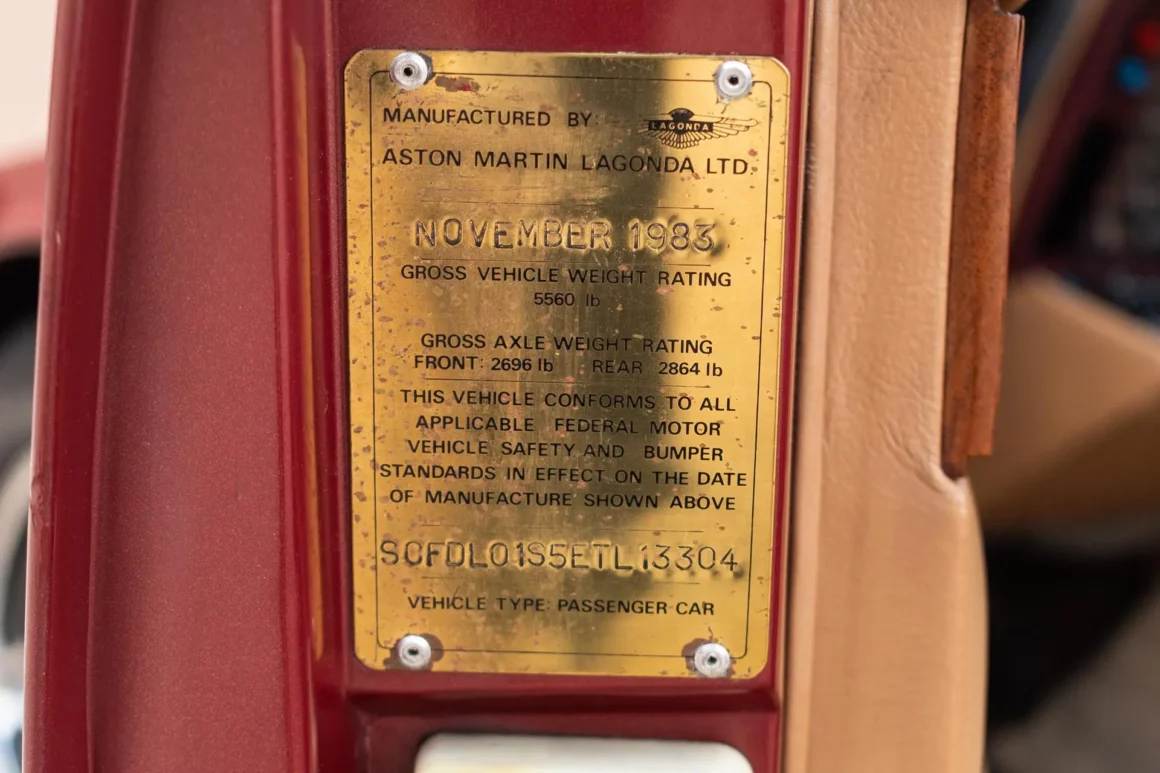 MANUFACTURED BY:
LAGONDA
ASTON MARTIN LAGONDA LTD.
NOVEMBER 1983
GROSS VEHICLE WEIGHT RATING
5560 lb
GROSS AXLE WEIGHT RATING
FRONT: 2696 lb REAR 2864 lb
THIS VEHICLE CONFORMS TO ALL
APPLICABLE FEDERAL MOTOR
VEHICLE SAFETY AND BUMPER
STANDARDS IN EFFECT ON THE DATE
OF MANUFACTURE SHOWN ABOVE
SCFDL01S5ETL13304
VEHICLE TYPE: PASSENGER CAR